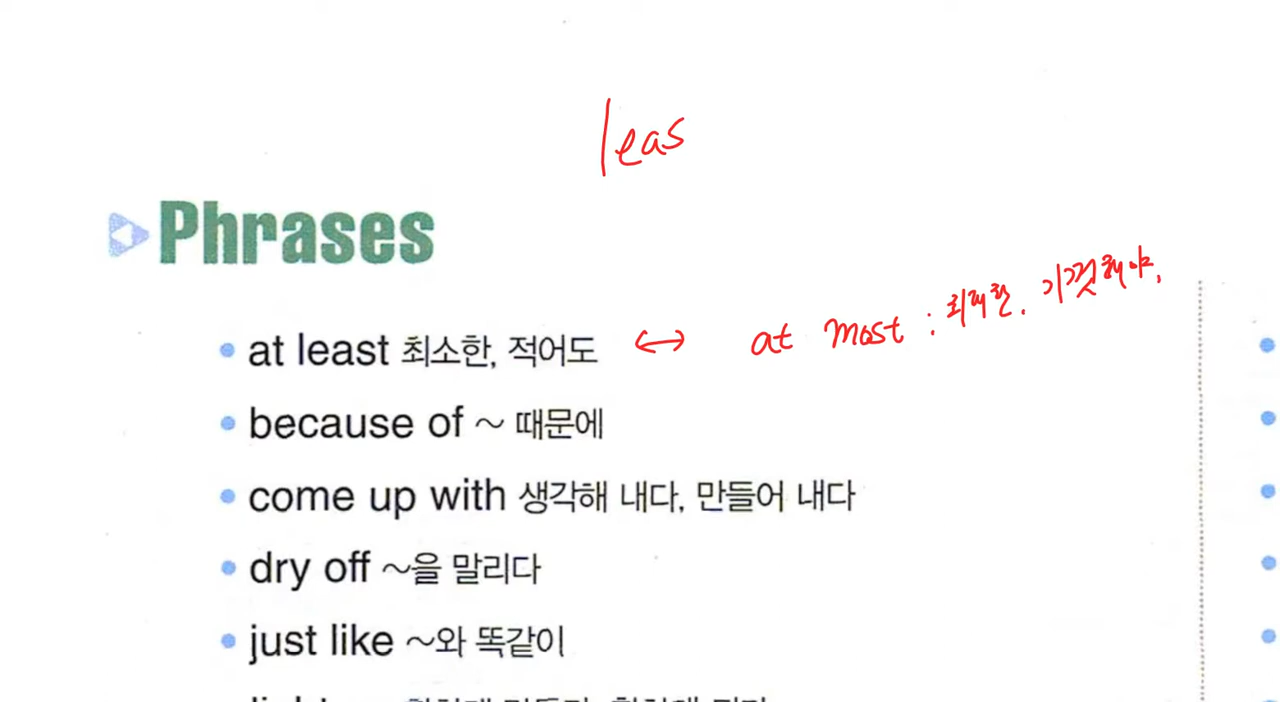 leas
Phrases
at least 최소한, 적어도 ↔ at most : 최대한. 기껏해야.
because of ~ 때문에
come up with 생각해 내다, 만들어 내다
dry off ~을 말리다
just like ~와 똑같이